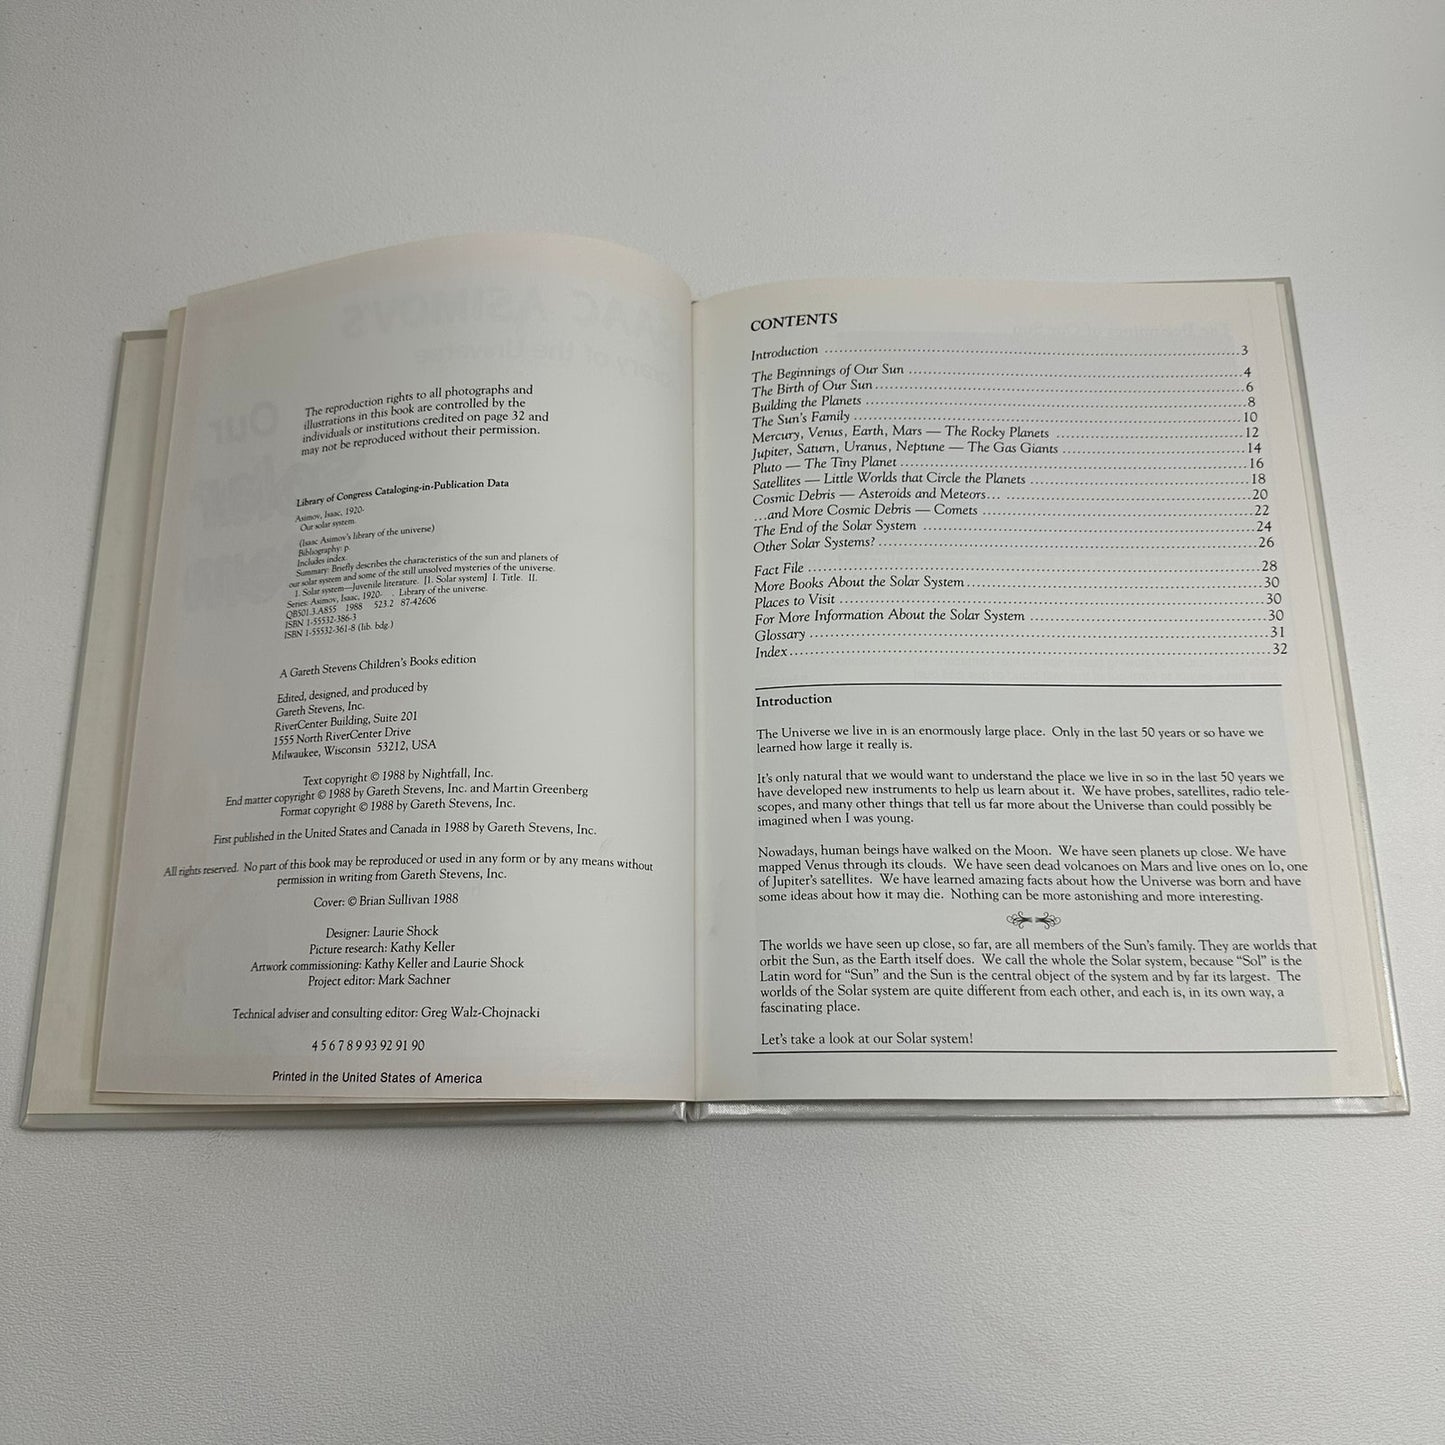 The reproduction rights to all photographs and
illustrations in this book are controlled by the
individuals or institutions credited on page 32 and
may not be reproduced without their permission.
Library of Congress Cataloging-in-Publication Data
Asimov, Isaac, 1920-
Our solar system.
(Isaac Asimov's library of the universe)
Bibliography: p.
Includes index.
Summary: Briefly describes the characteristics of the sun and planets of
our solar system and some of the still unsolved mysteries of the universe.
1. Solar system—Juvenile literature. [1. Solar system] I. Title. II.
Series: Asimov, Isaac, 1920- . Library of the universe.
QB501.3.A855 1988 523.2 87-42606
ISBN 1-55532-386-3
ISBN 1-55532-361-8 (lib. bdg.)
A Gareth Stevens Children's Books edition
Edited, designed, and produced by
Gareth Stevens, Inc.
RiverCenter Building, Suite 201
1555 North RiverCenter Drive
Milwaukee, Wisconsin 53212, USA
Text copyright © 1988 by Nightfall, Inc.
End matter copyright © 1988 by Gareth Stevens, Inc. and Martin Greenberg
Format copyright © 1988 by Gareth Stevens, Inc.
First published in the United States and Canada in 1988 by Gareth Stevens, Inc.
All rights reserved. No part of this book may be reproduced or used in any form or by any means without
permission in writing from Gareth Stevens, Inc.
Cover: © Brian Sullivan 1988
Designer: Laurie Shock
Picture research: Kathy Keller
Artwork commissioning: Kathy Keller and Laurie Shock
Project editor: Mark Sachner
Technical adviser and consulting editor: Greg Walz-Chojnacki
4 5 6 7 8 9 93 92 91 90
Printed in the United States of America
CONTENTS
Introduction ........ 3
The Beginnings of Our Sun ........ 4
The Birth of Our Sun ........ 6
Building the Planets ........ 8
The Sun's Family ........ 10
Mercury, Venus, Earth, Mars — The Rocky Planets ........ 12
Jupiter, Saturn, Uranus, Neptune — The Gas Giants ........ 14
Pluto — The Tiny Planet ........ 16
Satellites — Little Worlds that Circle the Planets ........ 18
Cosmic Debris — Asteroids and Meteors... ........ 20
...and More Cosmic Debris — Comets ........ 22
The End of the Solar System ........ 24
Other Solar Systems? ........ 26
Fact File ........ 28
More Books About the Solar System ........ 30
Places to Visit ........ 30
For More Information About the Solar System ........ 30
Glossary ........ 31
Index ........ 32
Introduction
The Universe we live in is an enormously large place. Only in the last 50 years or so have we
learned how large it really is.
It's only natural that we would want to understand the place we live in so in the last 50 years we
have developed new instruments to help us learn about it. We have probes, satellites, radio tele-
scopes, and many other things that tell us far more about the Universe than could possibly be
imagined when I was young.
Nowadays, human beings have walked on the Moon. We have seen planets up close. We have
mapped Venus through its clouds. We have seen dead volcanoes on Mars and live ones on Io, one
of Jupiter's satellites. We have learned amazing facts about how the Universe was born and have
some ideas about how it may die. Nothing can be more astonishing and more interesting.
The worlds we have seen up close, so far, are all members of the Sun's family. They are worlds that
orbit the Sun, as the Earth itself does. We call the whole the Solar system, because "Sol" is the
Latin word for "Sun" and the Sun is the central object of the system and by far its largest. The
worlds of the Solar system are quite different from each other, and each is, in its own way, a
fascinating place.
Let's take a look at our Solar system!